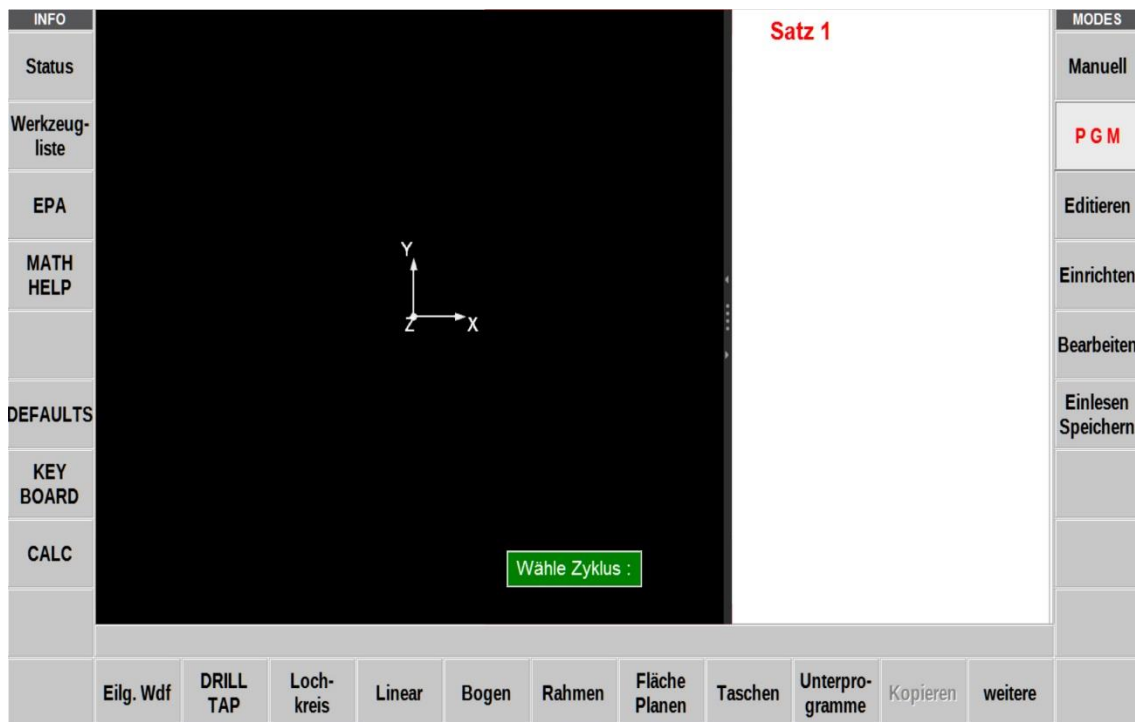 INFO
Status
Werkzeug-
liste
EPA
MATH
HELP
DEFAULTS
KEY
BOARD
CALC
Y
Z
X
Wähle Zyklus :
Satz 1
MODES
Manuell
P G M
Editieren
Einrichten
Bearbeiten
Einlesen
Speichern
Eilg. Wdf
DRILL
TAP
Loch-
kreis
Linear
Bogen
Rahmen
Fläche
Planen
Taschen
Unterpro-
gramme
Kopieren
weitere